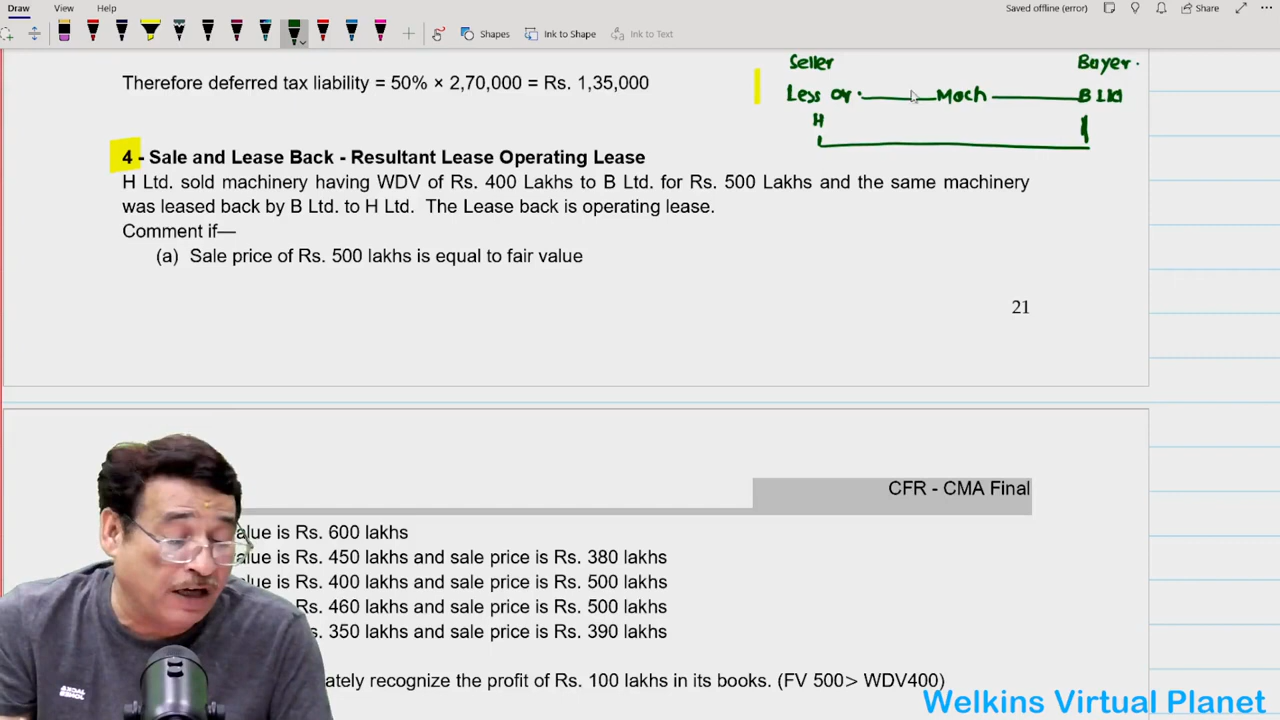 Draw View Help
Saved offline (error)
Share
Shapes
Ink to Shape
Ink to Text
Therefore deferred tax liability = 50% × 2,70,000 = Rs. 1,35,000
Seller Buyer.
Less or. Mach B Ltd
H
4 - Sale and Lease Back - Resultant Lease Operating Lease
H Ltd. sold machinery having WDV of Rs. 400 Lakhs to B Ltd. for Rs. 500 Lakhs and the same machinery
was leased back by B Ltd. to H Ltd. The Lease back is operating lease.
Comment if—
(a) Sale price of Rs. 500 lakhs is equal to fair value
21
CFR - CMA Final
alue is Rs. 600 lakhs
alue is Rs. 450 lakhs and sale price is Rs. 380 lakhs
lue is Rs. 400 lakhs and sale price is Rs. 500 lakhs
Rs. 460 lakhs and sale price is Rs. 500 lakhs
s. 350 lakhs and sale price is Rs. 390 lakhs
ately recognize the profit of Rs. 100 lakhs in its books. (FV 500> WDV400)
Welkins Virtual Planet